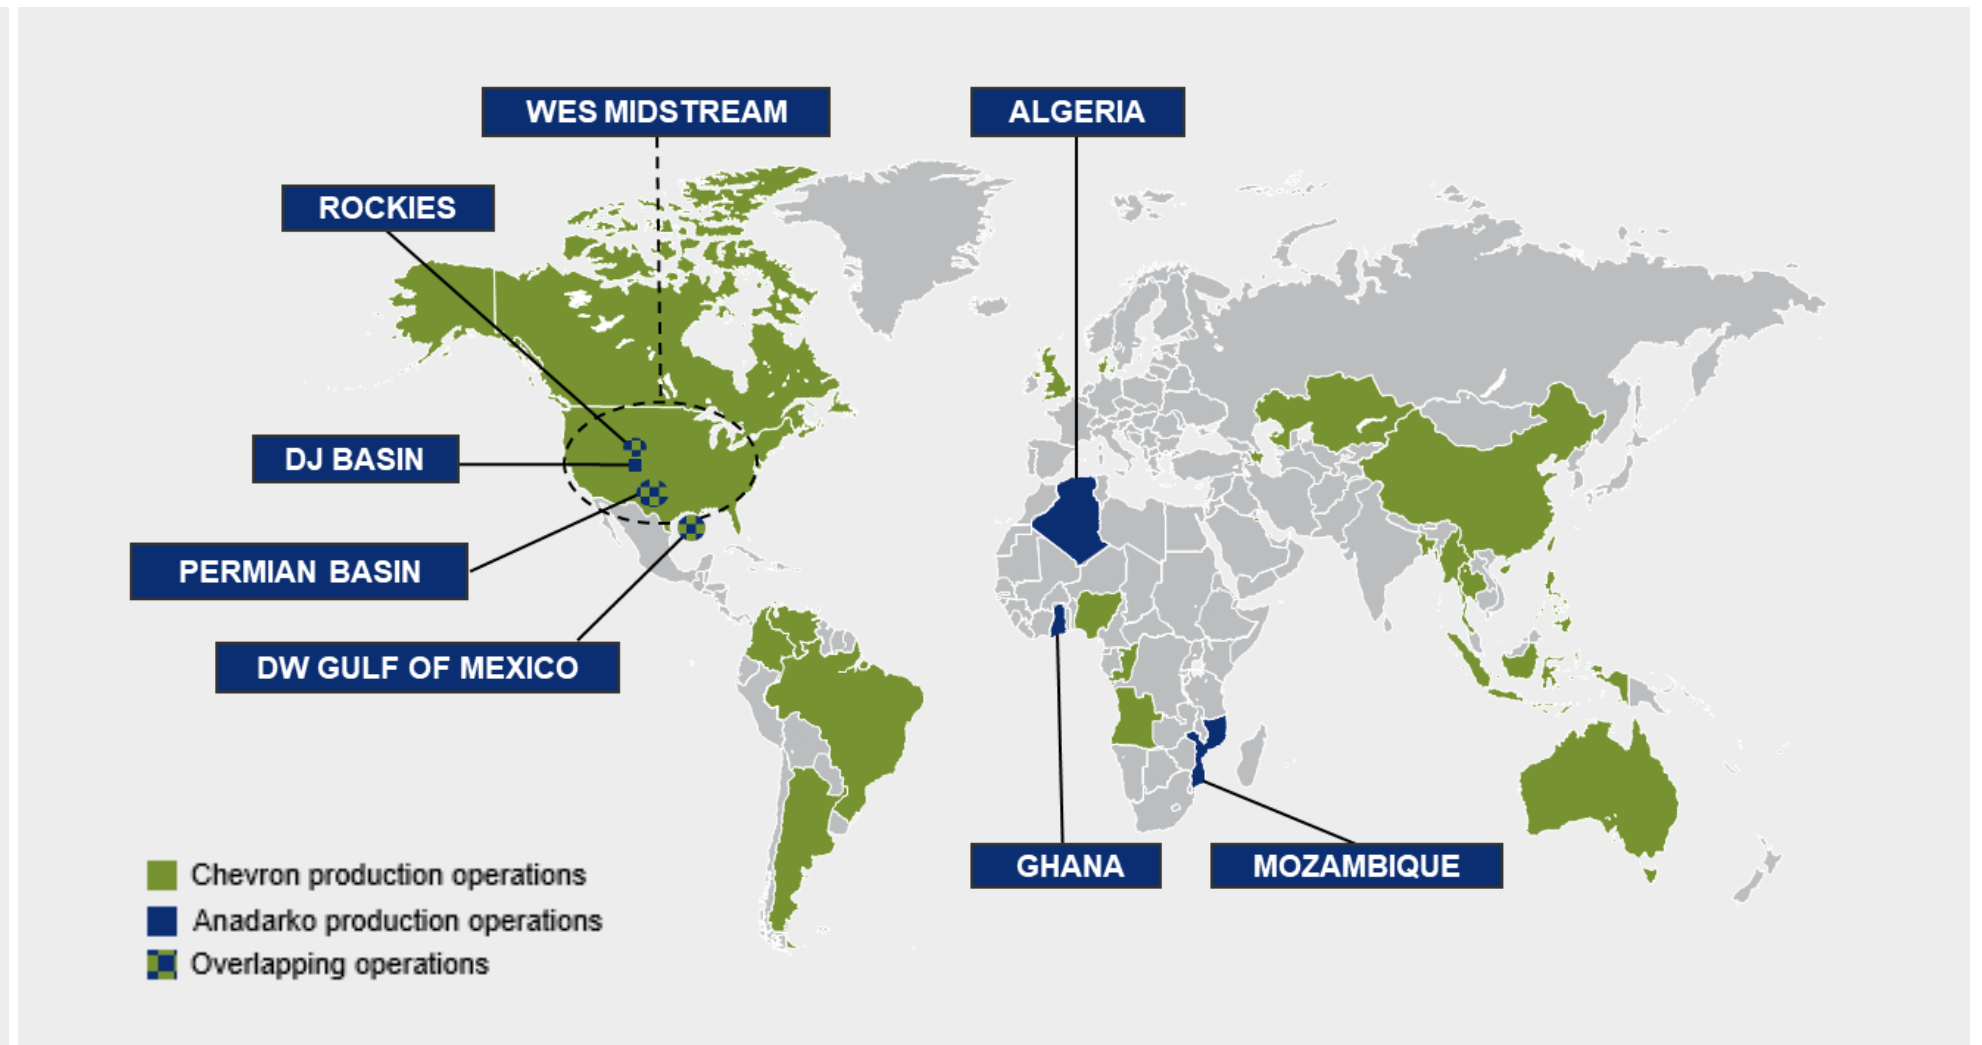 WES MIDSTREAM
ALGERIA
ROCKIES
DJ BASIN
PERMIAN BASIN
DW GULF OF MEXICO
GHANA
MOZAMBIQUE
Chevron production operations
Anadarko production operations
Overlapping operations